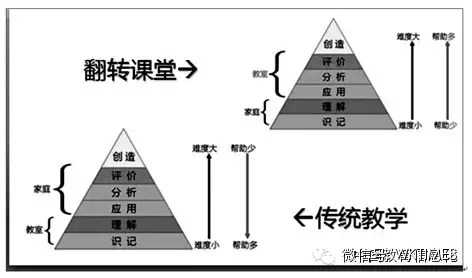 翻转课堂→
创造
评价
分析
应用
理解
识记
教室
家庭
难度大
帮助多
难度小
帮助少
←传统教学
创造
评价
分析
应用
理解
识记
家庭
教室
难度大
帮助少
难度小
帮助多